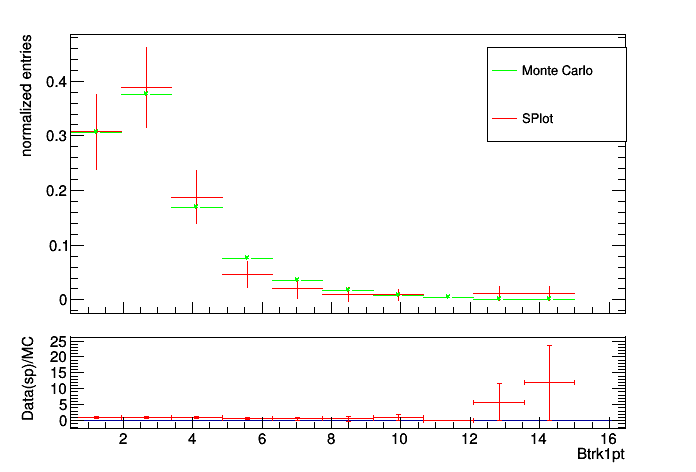 normalized entries
0.4
0.3
0.2
0.1
0
Monte Carlo
SPlot
Data(sp)/MC
25
20
15
10
5
0
2 4 6 8 10 12 14 16
Btrk1pt